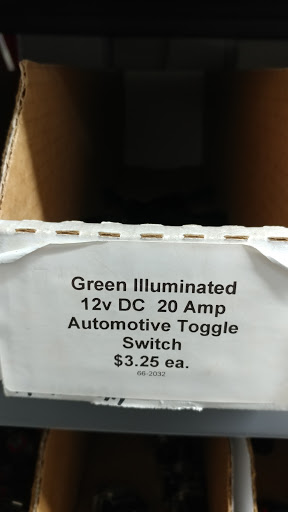 Green Illuminated
12v DC 20 Amp
Automotive Toggle
Switch
$3.25 ea.
66-2032